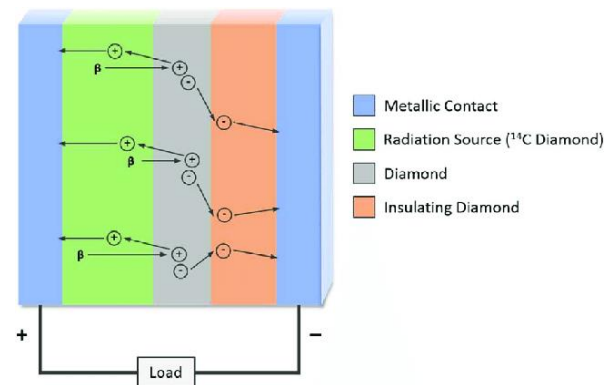 +
-
β
+
-
Metallic Contact
Radiation Source (¹⁴C Diamond)
+
β
+
-
Diamond
Insulating Diamond
-
+
-
β
+
-
+
−
Load